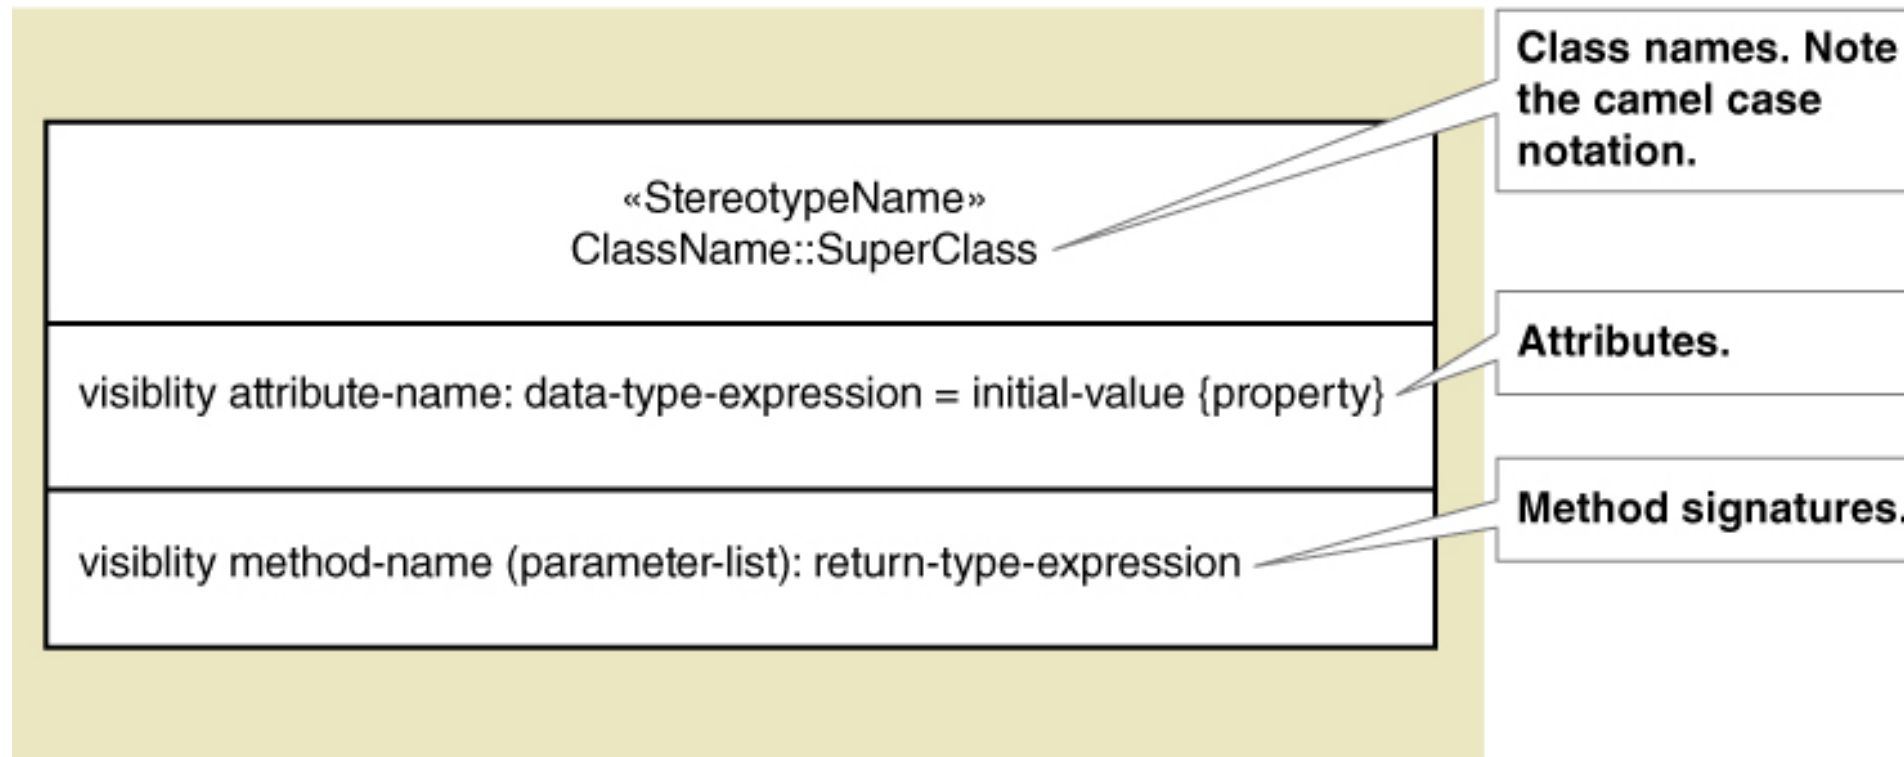 Class names. Note
the camel case
notation.
«StereotypeName»
ClassName::SuperClass
Attributes.
visiblity attribute-name: data-type-expression = initial-value {property}
Method signatures.
visiblity method-name (parameter-list): return-type-expression